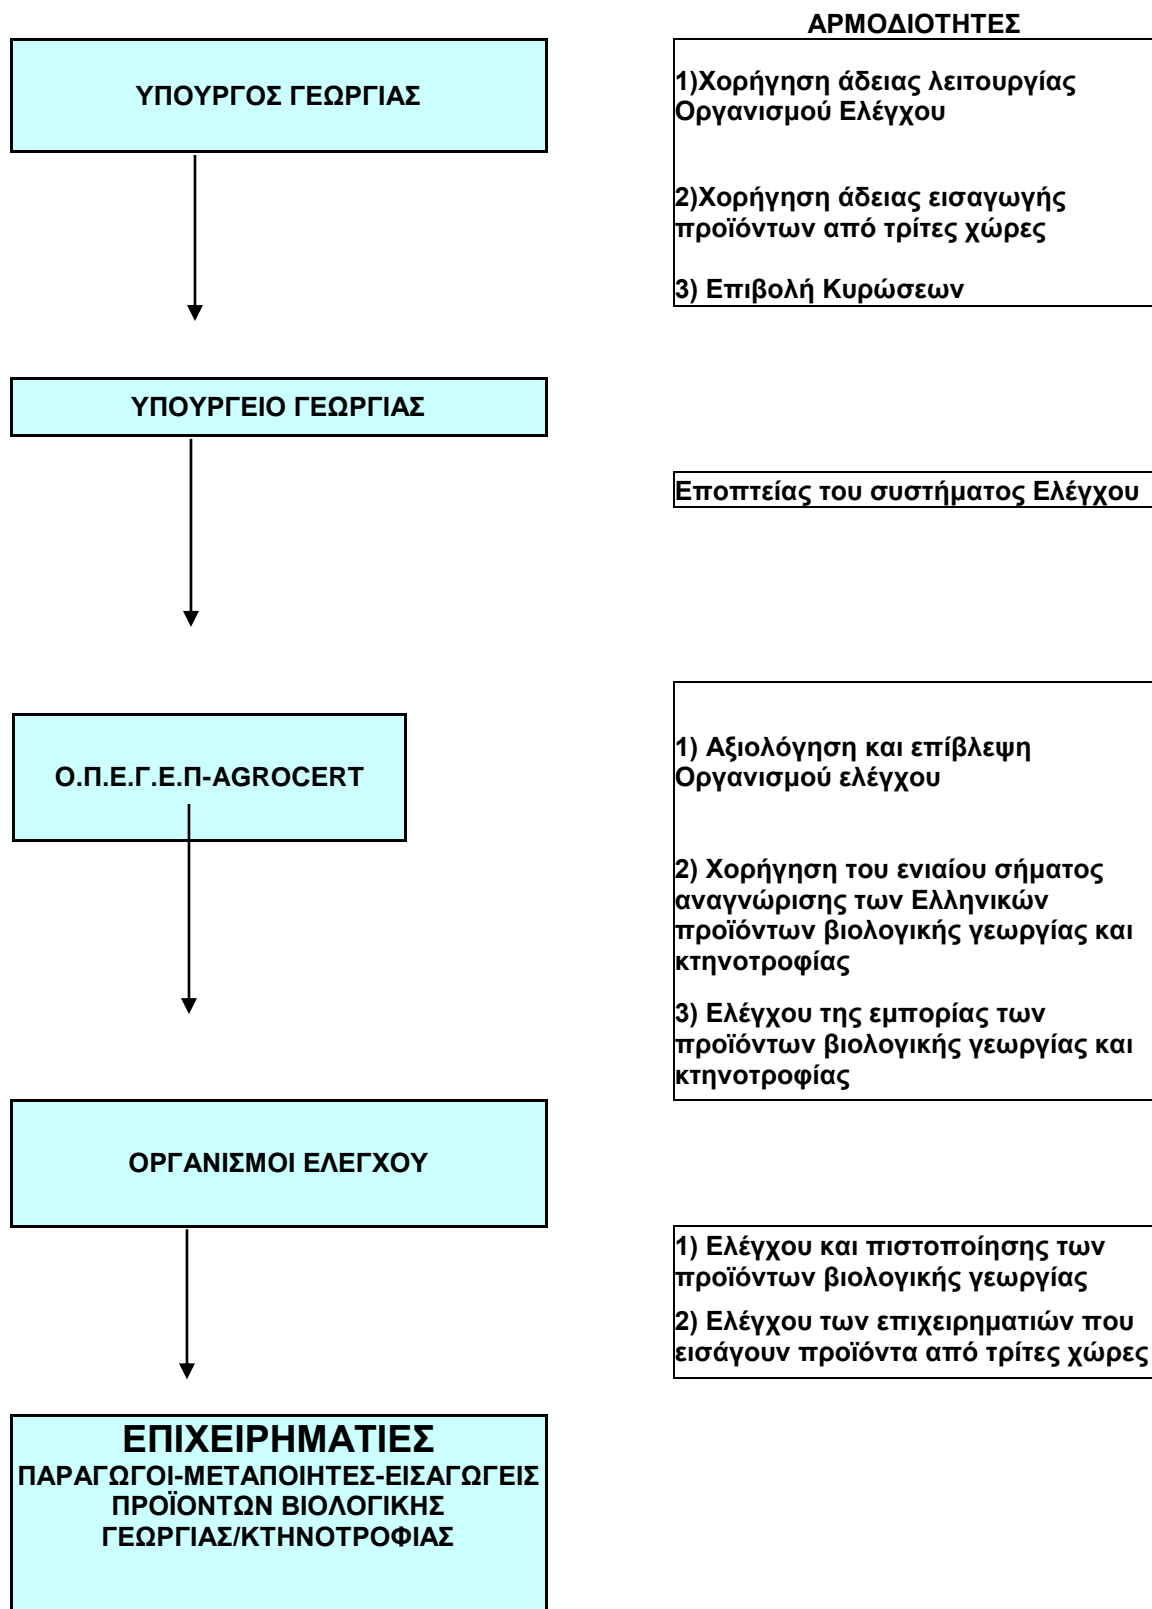 ΑΡΜΟΔΙΟΤΗΤΕΣ
ΥΠΟΥΡΓΟΣ ΓΕΩΡΓΙΑΣ
1)Χορήγηση άδειας λειτουργίας
Οργανισμού Ελέγχου
2)Χορήγηση άδειας εισαγωγής
προϊόντων από τρίτες χώρες
3) Επιβολή Κυρώσεων
ΥΠΟΥΡΓΕΙΟ ΓΕΩΡΓΙΑΣ
Εποπτείας του συστήματος Ελέγχου
Ο.Π.Ε.Γ.Ε.Π-AGROCERT
1) Αξιολόγηση και επίβλεψη
Οργανισμού ελέγχου
2) Χορήγηση του ενιαίου σήματος
αναγνώρισης των Ελληνικών
προϊόντων βιολογικής γεωργίας και
κτηνοτροφίας
3) Ελέγχου της εμπορίας των
προϊόντων βιολογικής γεωργίας και
κτηνοτροφίας
ΟΡΓΑΝΙΣΜΟΙ ΕΛΕΓΧΟΥ
1) Ελέγχου και πιστοποίησης των
προϊόντων βιολογικής γεωργίας
2) Ελέγχου των επιχειρηματιών που
εισάγουν προϊόντα από τρίτες χώρες
ΕΠΙΧΕΙΡΗΜΑΤΙΕΣ
ΠΑΡΑΓΩΓΟΙ-ΜΕΤΑΠΟΙΗΤΕΣ-ΕΙΣΑΓΩΓΕΙΣ
ΠΡΟΪΟΝΤΩΝ ΒΙΟΛΟΓΙΚΗΣ
ΓΕΩΡΓΙΑΣ/ΚΤΗΝΟΤΡΟΦΙΑΣ